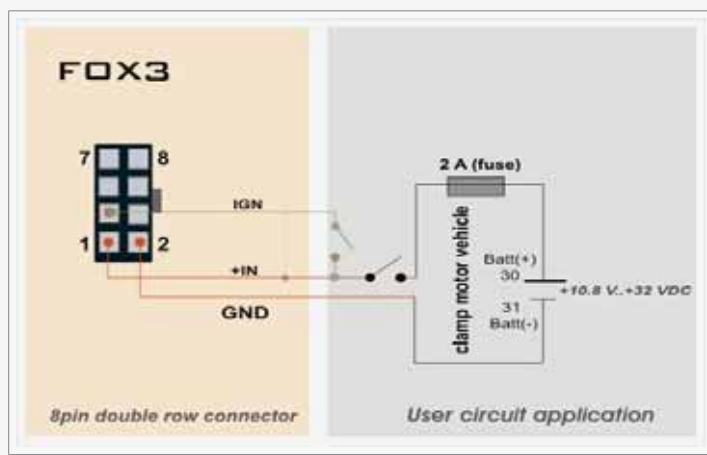 FOX3
7 8
1 2
IGN
+IN
GND
2 A (fuse)
clamp motor vehicle
Batt(+)
30
+10.8 V..+32 VDC
31
Batt(-)
8pin double row connector
User circuit application